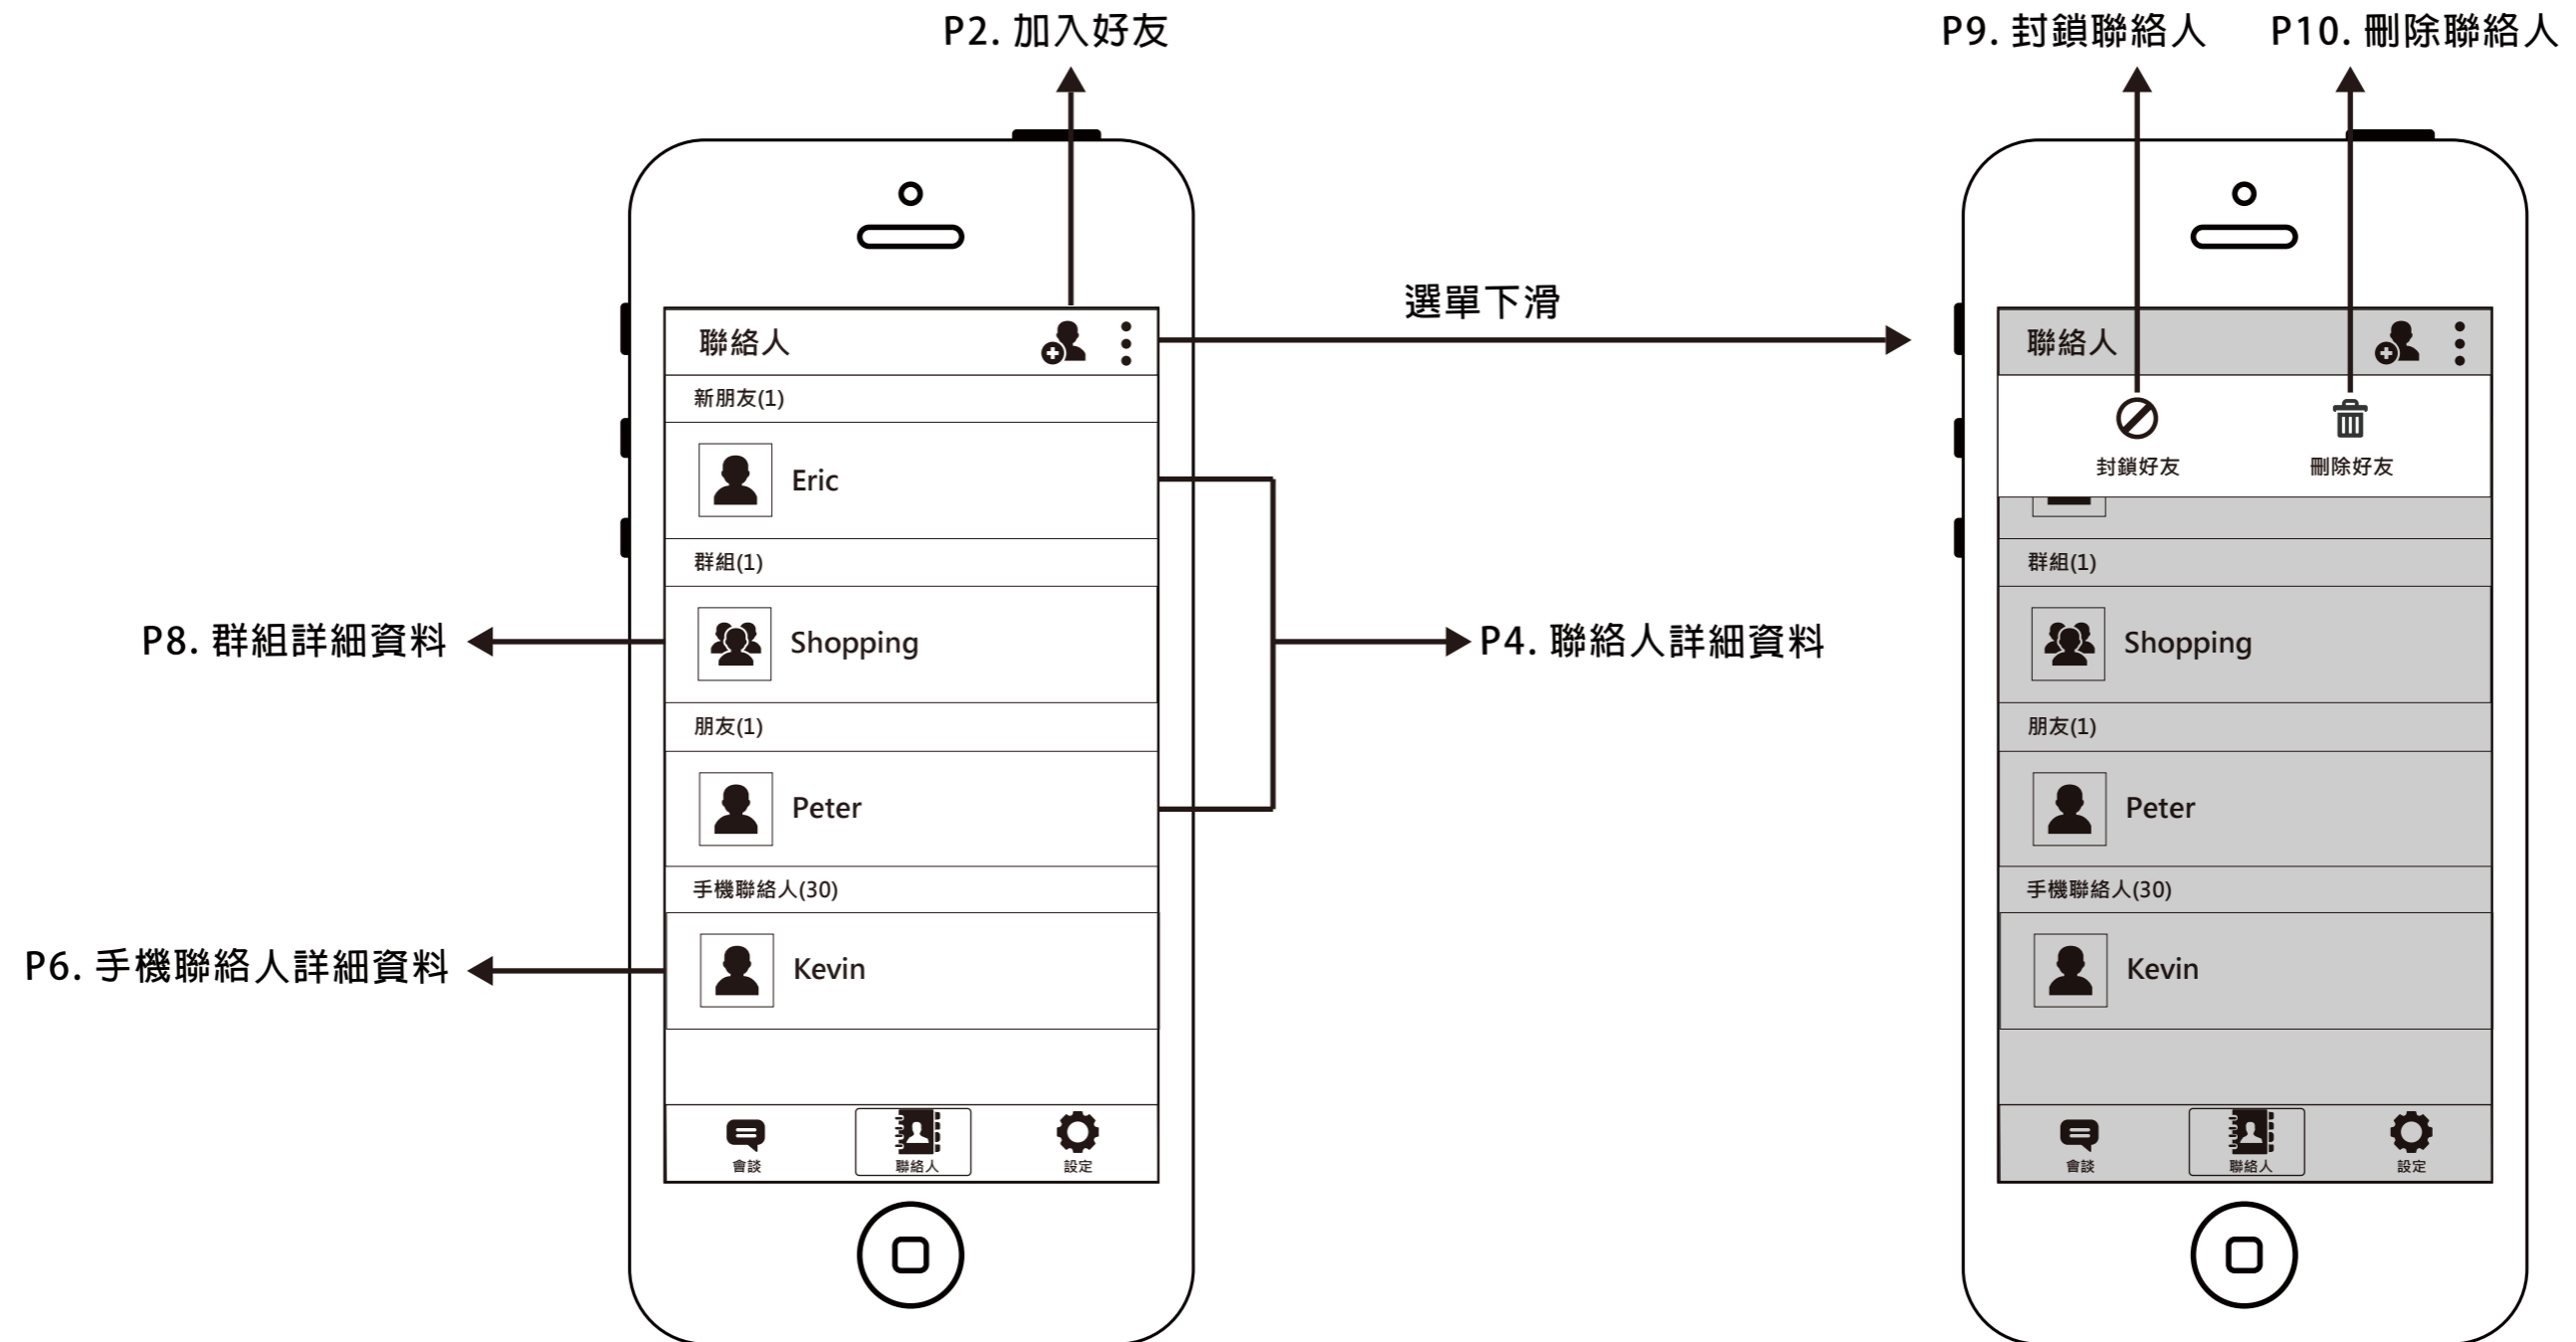 P2. 加入好友
P9. 封鎖聯絡人
P10. 刪除聯絡人
選單下滑
P8. 群組詳細資料
P6. 手機聯絡人詳細資料
P4. 聯絡人詳細資料
聯絡人
新朋友(1)
Eric
群組(1)
Shopping
朋友(1)
Peter
手機聯絡人(30)
Kevin
會談
聯絡人
設定
聯絡人
封鎖好友
刪除好友
群組(1)
Shopping
朋友(1)
Peter
手機聯絡人(30)
Kevin
會談
聯絡人
設定